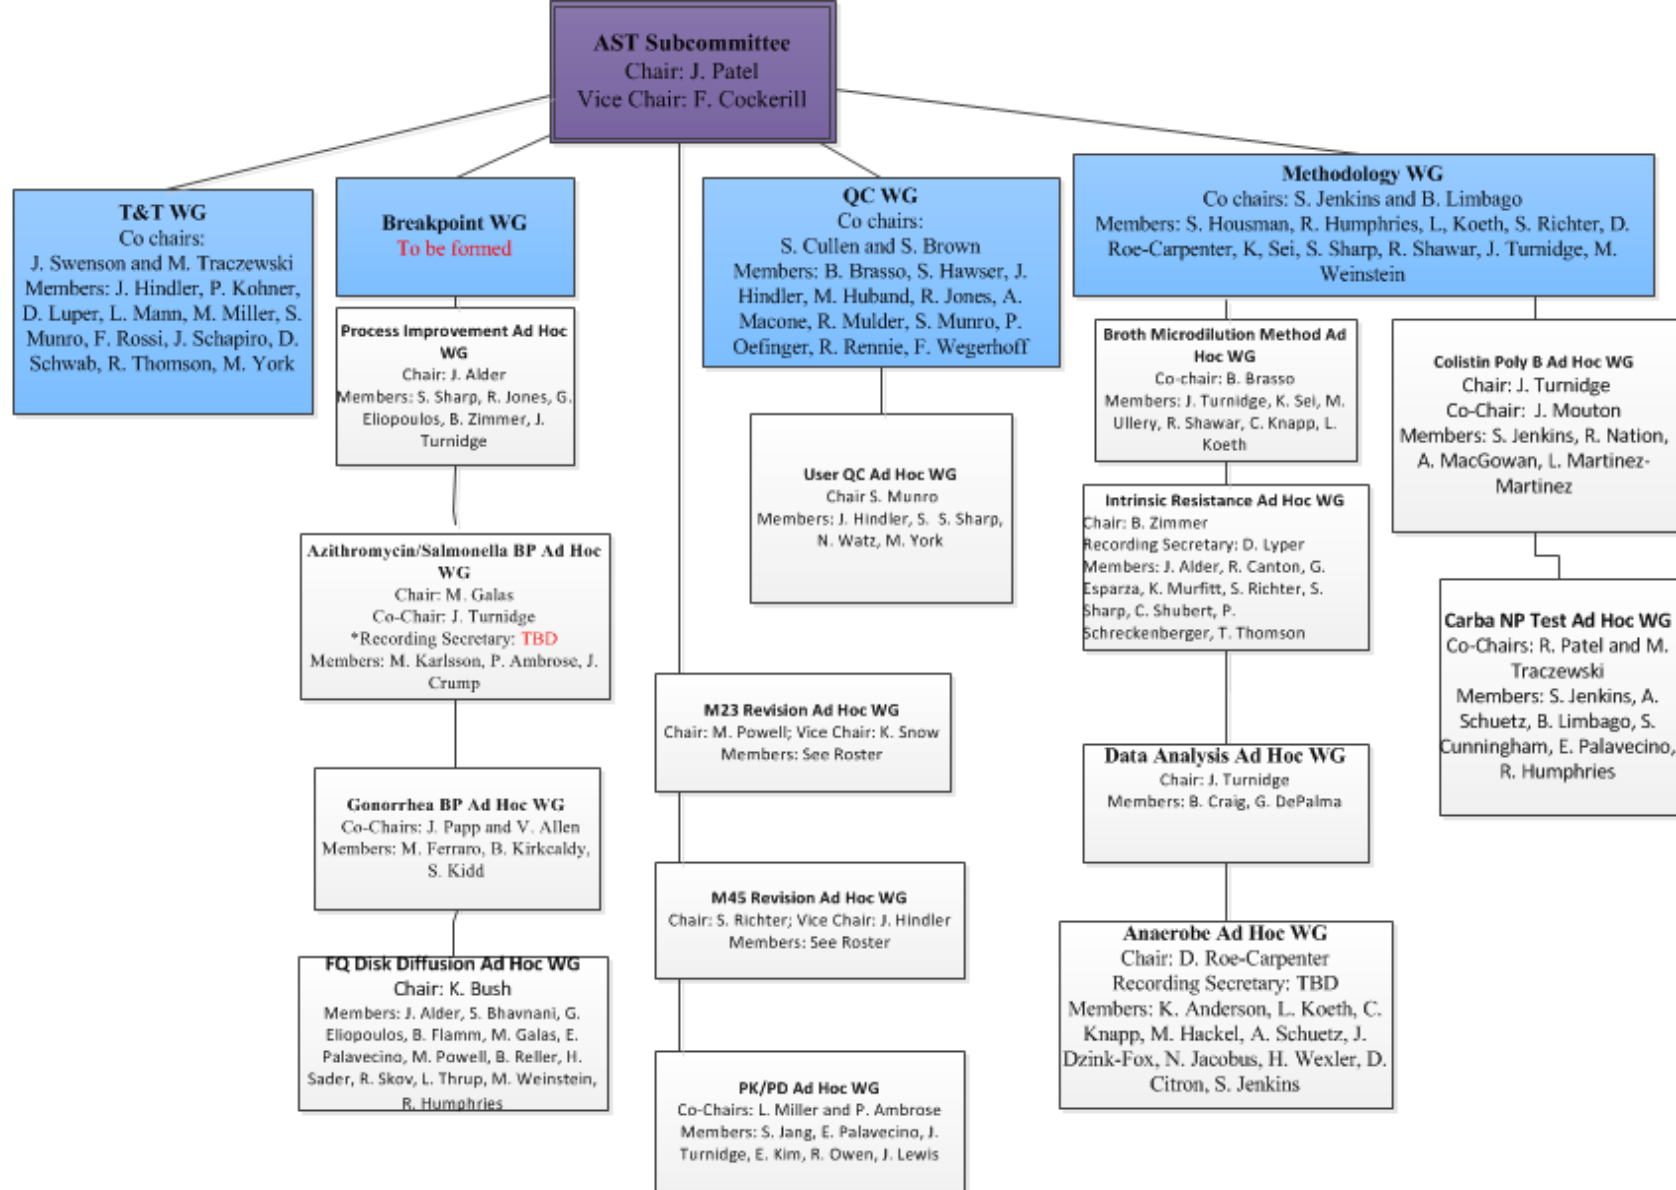 AST Subcommittee
Chair: J. Patel
Vice Chair: F. Cockerill
T&T WG
Co chairs:
J. Swenson and M. Traczewski
Members: J. Hindler, P. Kohner,
D. Luper, L. Mann, M. Miller, S.
Munro, F. Rossi, J. Schapiro, D.
Schwab, R. Thomson, M. York
Breakpoint WG
To be formed
Process Improvement Ad Hoc
WG
Chair: J. Alder
Members: S. Sharp, R. Jones, G.
Eliopoulos, B. Zimmer, J.
Turnidge
Azithromycin/Salmonella BP Ad Hoc
WG
Chair: M. Galas
Co-Chair: J. Turnidge
*Recording Secretary: TBD
Members: M. Karlsson, P. Ambrose, J.
Crump
Gonorrhea BP Ad Hoc WG
Co-Chairs: J. Papp and V. Allen
Members: M. Ferraro, B. Kirkcaldy,
S. Kidd
FQ Disk Diffusion Ad Hoc WG
Chair: K. Bush
Members: J. Alder, S. Bhavnani, G.
Eliopoulos, B. Flamm, M. Galas, E.
Palavecino, M. Powell, B. Reller, H.
Sader, R. Skov, L. Thrup, M. Weinstein,
R. Humphries
QC WG
Co chairs:
S. Cullen and S. Brown
Members: B. Brasso, S. Hawser, J.
Hindler, M. Huband, R. Jones, A.
Macone, R. Mulder, S. Munro, P.
Oefinger, R. Rennie, F. Wegerhoff
User QC Ad Hoc WG
Chair S. Munro
Members: J. Hindler, S.  S. Sharp,
N. Watz, M. York
M23 Revision Ad Hoc WG
Chair: M. Powell; Vice Chair: K. Snow
Members: See Roster
M45 Revision Ad Hoc WG
Chair: S. Richter; Vice Chair: J. Hindler
Members: See Roster
PK/PD Ad Hoc WG
Co-Chairs: L. Miller and P. Ambrose
Members: S. Jang, E. Palavecino, J.
Turnidge, E. Kim, R. Owen, J. Lewis
Methodology WG
Co chairs: S. Jenkins and B. Limbago
Members: S. Housman, R. Humphries, L, Koeth, S. Richter, D.
Roe-Carpenter, K, Sei, S. Sharp, R. Shawar, J. Turnidge, M.
Weinstein
Broth Microdilution Method Ad
Hoc WG
Co-chair: B. Brasso
Members: J. Turnidge, K. Sei, M.
Ullery, R. Shawar, C. Knapp, L.
Koeth
Intrinsic Resistance Ad Hoc WG
Chair: B. Zimmer
Recording Secretary: D. Lyper
Members: J. Alder, R. Canton, G.
Esparza, K. Murfitt, S. Richter, S.
Sharp, C. Shubert, P.
Schreckenberger, T. Thomson
Data Analysis Ad Hoc WG
Chair: J. Turnidge
Members: B. Craig, G. DePalma
Anaerobe Ad Hoc WG
Chair: D. Roe-Carpenter
Recording Secretary: TBD
Members: K. Anderson, L. Koeth, C.
Knapp, M. Hackel, A. Schuetz, J.
Dzink-Fox, N. Jacobus, H. Wexler, D.
Citron, S. Jenkins
Colistin Poly B Ad Hoc WG
Chair: J. Turnidge
Co-Chair:  J. Mouton
Members: S. Jenkins, R. Nation,
A. MacGowan, L. Martinez-
Martinez
Carba NP Test Ad Hoc WG
Co-Chairs: R. Patel and M.
Traczewski
Members: S. Jenkins, A.
Schuetz, B. Limbago, S.
Cunningham, E. Palavecino,
R. Humphries